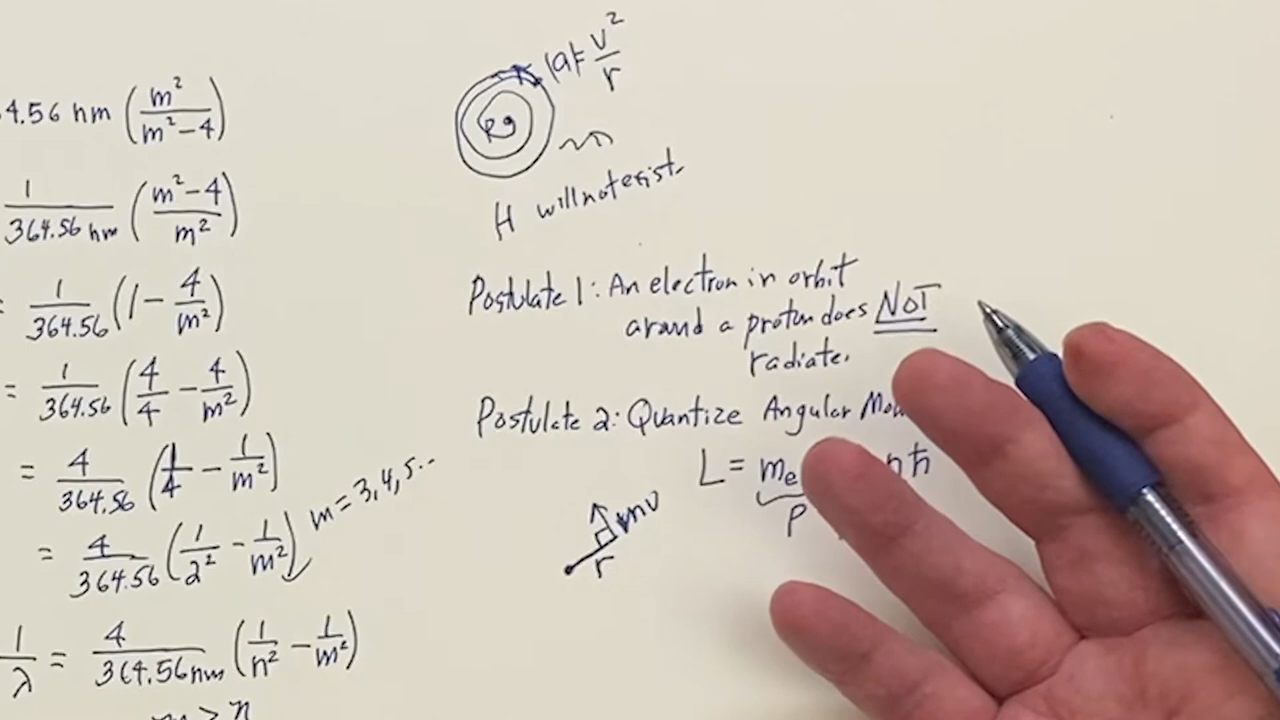 4.56 nm (m²/(m²-4))
1/(364.56 nm) ((m²-4)/m²)
= 1/364.56 (1 - 4/m²)
= 1/364.56 (4/4 - 4/m²)
= 4/364.56 (1/4 - 1/m²)
= 4/364.56 (1/2² - 1/m²) m = 3,4,5..
1/λ = 4/(364.56nm) (1/n² - 1/m²)
m > n
|a|= v²/r
H will not exist.
Postulate 1: An electron in orbit
around a proton does NOT
radiate.
Postulate 2: Quantize Angular Mo
L = me nħ
P
mv
r